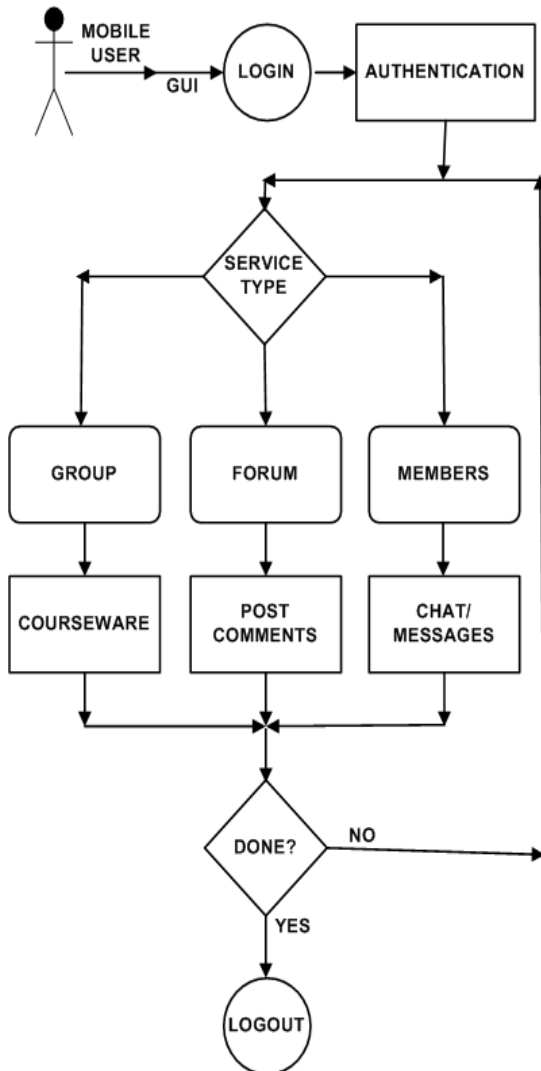 MOBILE
USER
GUI
LOGIN
AUTHENTICATION
SERVICE
TYPE
GROUP
FORUM
MEMBERS
COURSEWARE
POST
COMMENTS
CHAT/
MESSAGES
DONE?
NO
YES
LOGOUT